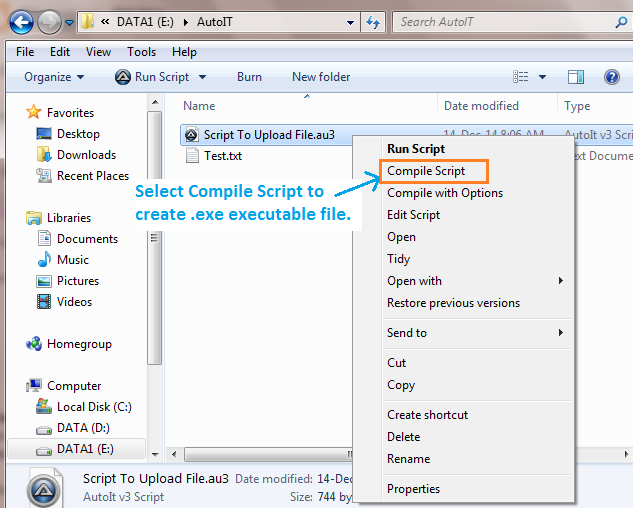 « DATA1 (E:) ▸ AutoIT
Search AutoIT
File Edit View Tools Help
Organize Run Script Burn New folder
Name Date modified Type
Favorites
Desktop
Downloads
Recent Places
Libraries
Documents
Music
Pictures
Videos
Homegroup
Computer
Local Disk (C:)
DATA (D:)
DATA1 (E:)
Script To Upload File.au3 14-Dec-14 8:06 AM AutoIt v3 Scri
Test.txt ext Docume
Select Compile Script to
create .exe executable file.
Run Script
Compile Script
Compile with Options
Edit Script
Open
Tidy
Open with
Restore previous versions
Send to
Cut
Copy
Create shortcut
Delete
Rename
Properties
Script To Upload File.au3 Date modified: 14-Dec
AutoIt v3 Script Size: 744 by